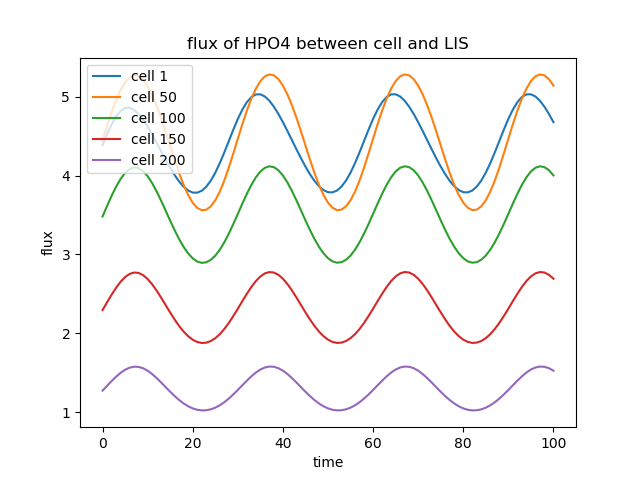 flux of HPO4 between cell and LIS
cell 1
cell 50
cell 100
cell 150
cell 200
5
4
3
2
1
flux
0 20 40 60 80 100
time